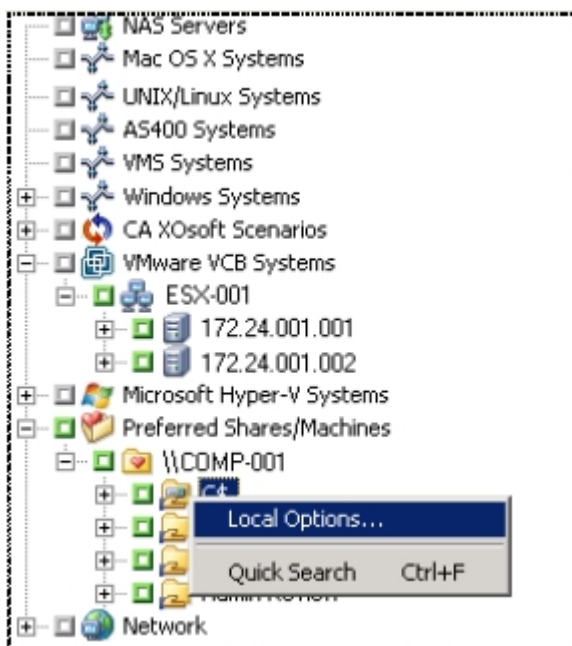 NAS Servers
Mac OS X Systems
UNIX/Linux Systems
AS400 Systems
VMS Systems
Windows Systems
CA XOsoft Scenarios
VMware VCB Systems
ESX-001
172.24.001.001
172.24.001.002
Microsoft Hyper-V Systems
Preferred Shares/Machines
\\COMP-001
C$
Local Options...
Quick Search Ctrl+F
Network